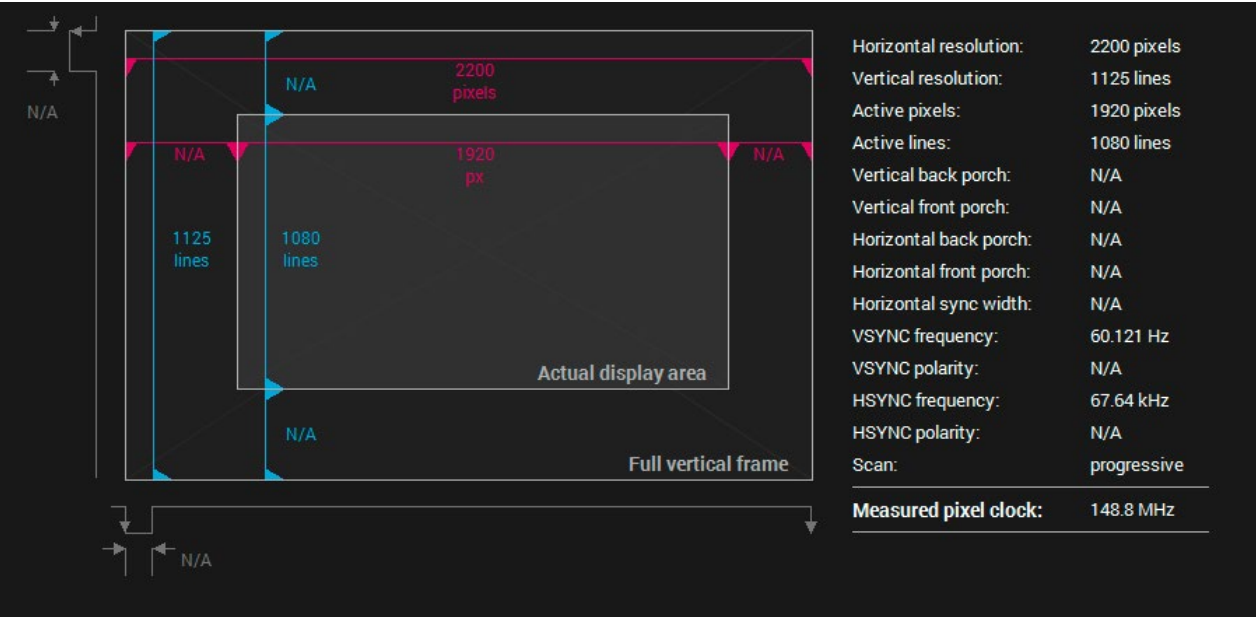 N/A
2200
pixels
N/A
N/A
1920
px
N/A
1125
lines
1080
lines
Actual display area
N/A
Full vertical frame
N/A
Horizontal resolution: 2200 pixels
Vertical resolution: 1125 lines
Active pixels: 1920 pixels
Active lines: 1080 lines
Vertical back porch: N/A
Vertical front porch: N/A
Horizontal back porch: N/A
Horizontal front porch: N/A
Horizontal sync width: N/A
VSYNC frequency: 60.121 Hz
VSYNC polarity: N/A
HSYNC frequency: 67.64 kHz
HSYNC polarity: N/A
Scan: progressive
Measured pixel clock: 148.8 MHz